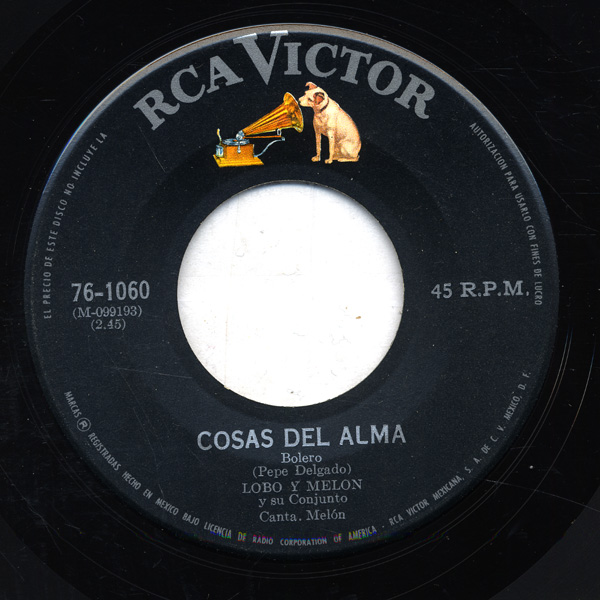 RCA VICTOR
EL PRECIO DE ESTE DISCO NO INCLUYE LA
AUTORIZACION PARA USARLO CON FINES DE LUCRO
76-1060
(M-099193)
(2.45)
45 R.P.M.
COSAS DEL ALMA
Bolero
(Pepe Delgado)
LOBO Y MELON
y su Conjunto
Canta. Melón
MARCAS ® REGISTRADAS HECHO EN MEXICO BAJO LICENCIA DE RADIO CORPORATION OF AMERICA - RCA VICTOR MEXICANA, S. A. DE C. V. MEXICO, D. F.